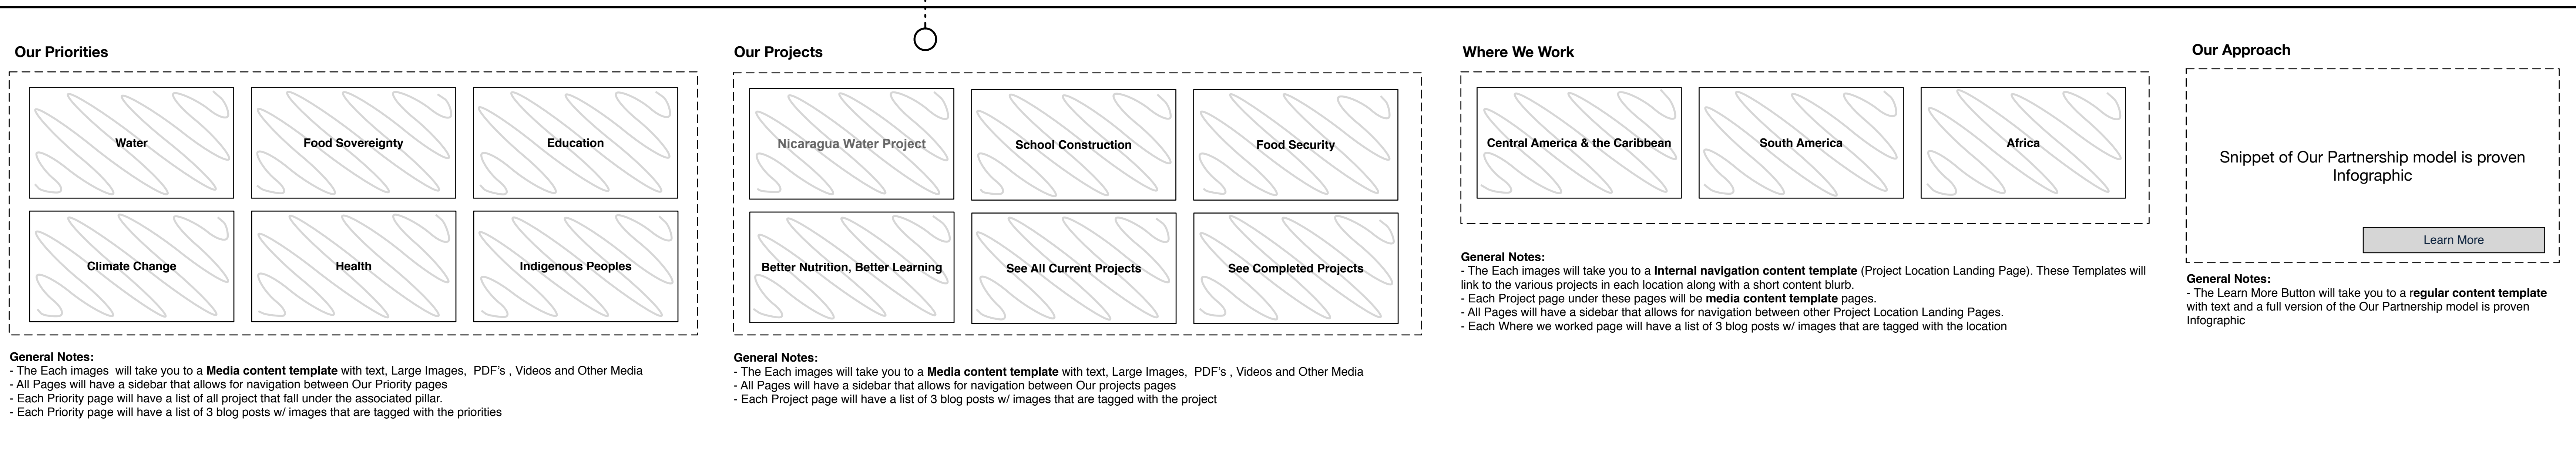 Our Priorities
Water
Food Sovereignty
Education
Climate Change
Health
Indigenous Peoples
General Notes:
- The Each images  will take you to a Media content template with text, Large Images,  PDF's , Videos and Other Media
- All Pages will have a sidebar that allows for navigation between Our Priority pages
- Each Priority page will have a list of all project that fall under the associated pillar.
- Each Priority page will have a list of 3 blog posts w/ images that are tagged with the priorities
Our Projects
Nicaragua Water Project
School Construction
Food Security
Better Nutrition, Better Learning
See All Current Projects
See Completed Projects
General Notes:
- The Each images will take you to a Media content template with text, Large Images,  PDF's , Videos and Other Media
- All Pages will have a sidebar that allows for navigation between Our projects pages
- Each Project page will have a list of 3 blog posts w/ images that are tagged with the project
Where We Work
Central America & the Caribbean
South America
Africa
General Notes:
- The Each images will take you to a Internal navigation content template (Project Location Landing Page). These Templates will
link to the various projects in each location along with a short content blurb.
- Each Project page under these pages will be media content template pages.
- All Pages will have a sidebar that allows for navigation between other Project Location Landing Pages.
- Each Where we worked page will have a list of 3 blog posts w/ images that are tagged with the location
Our Approach
Snippet of Our Partnership model is proven
Infographic
Learn More
General Notes:
- The Learn More Button will take you to a regular content template
with text and a full version of the Our Partnership model is proven
Infographic